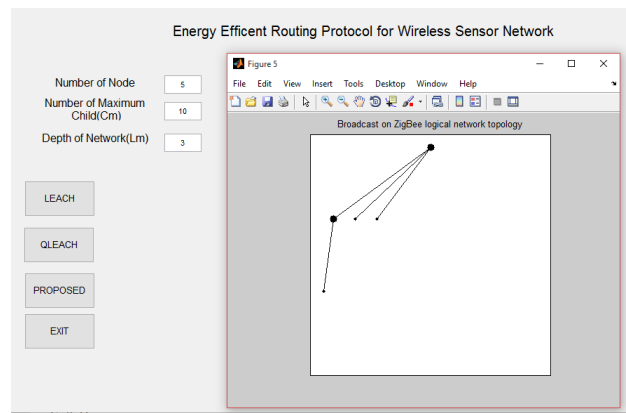 Energy Efficent Routing Protocol for Wireless Sensor Network
Number of Node 5
Number of Maximum
Child(Cm) 10
Depth of Network(Lm) 3
LEACH
QLEACH
PROPOSED
EXIT
Figure 5
File Edit View Insert Tools Desktop Window Help
Broadcast on ZigBee logical network topology